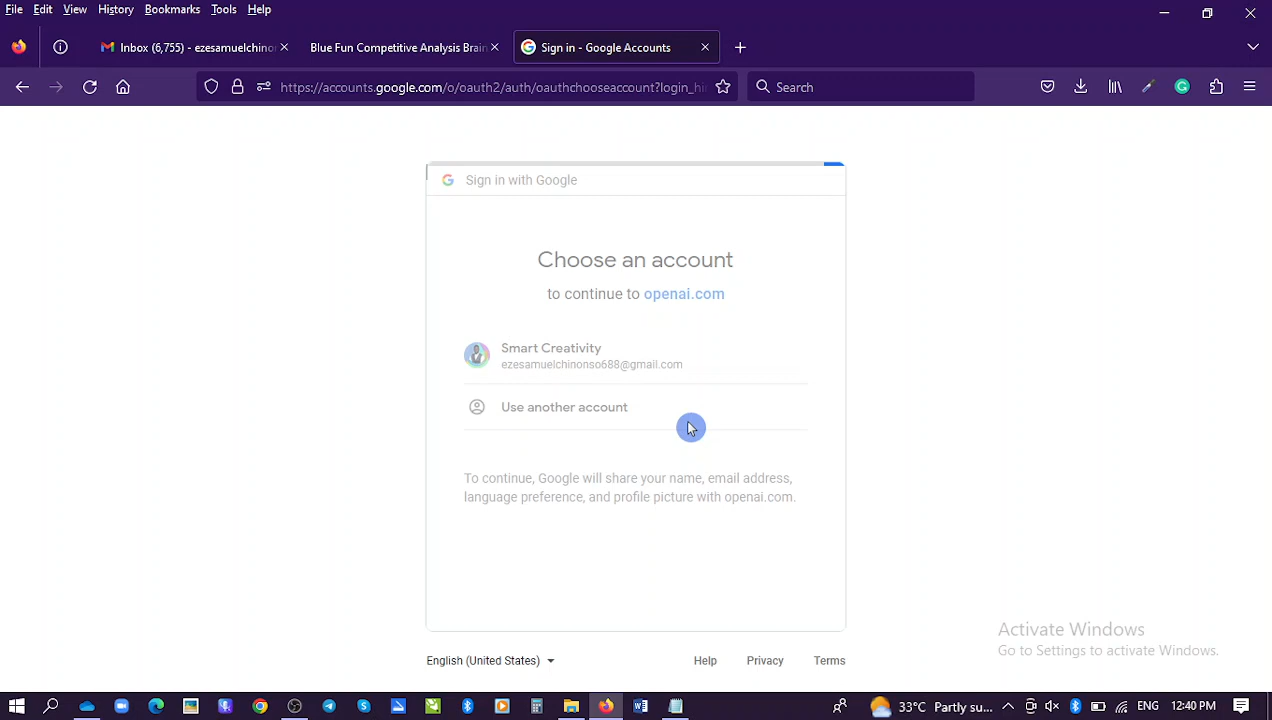 File Edit View History Bookmarks Tools Help
Inbox (6,755) - ezesamuelchinon
Blue Fun Competitive Analysis Brain
Sign in - Google Accounts
https://accounts.google.com/o/oauth2/auth/oauthchooseaccount?login_hi
Search
Sign in with Google
Choose an account
to continue to openai.com
Smart Creativity
ezesamuelchinonso688@gmail.com
Use another account
To continue, Google will share your name, email address,
language preference, and profile picture with openai.com.
Activate Windows
Go to Settings to activate Windows.
English (United States)
Help Privacy Terms
33°C Partly su...
ENG
12:40 PM